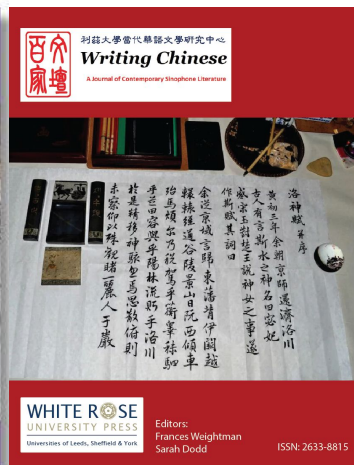 文壇
百家
利茲大學當代華語文學研究中心
Writing Chinese
A Journal of Contemporary Sinophone Literature
洛神賦 并序
黃初三年余朝京師還濟洛川
古人有言斯水之神名曰宓妃
感宋玉對楚王說神女之事遂
作斯賦其詞曰
余從京域言歸東藩背伊闕越
轘轅經通谷陵景山日既西傾車
殆馬煩尔乃稅駕乎蘅皋秣駟
乎芝田容與乎陽林流眄乎洛川
於是精移神駭忽焉思散俯則
未察仰以殊觀睹一麗人于巖
WHITE ROSE
UNIVERSITY PRESS
Universities of Leeds, Sheffield & York
Editors:
Frances Weightman
Sarah Dodd
ISSN: 2633-8815